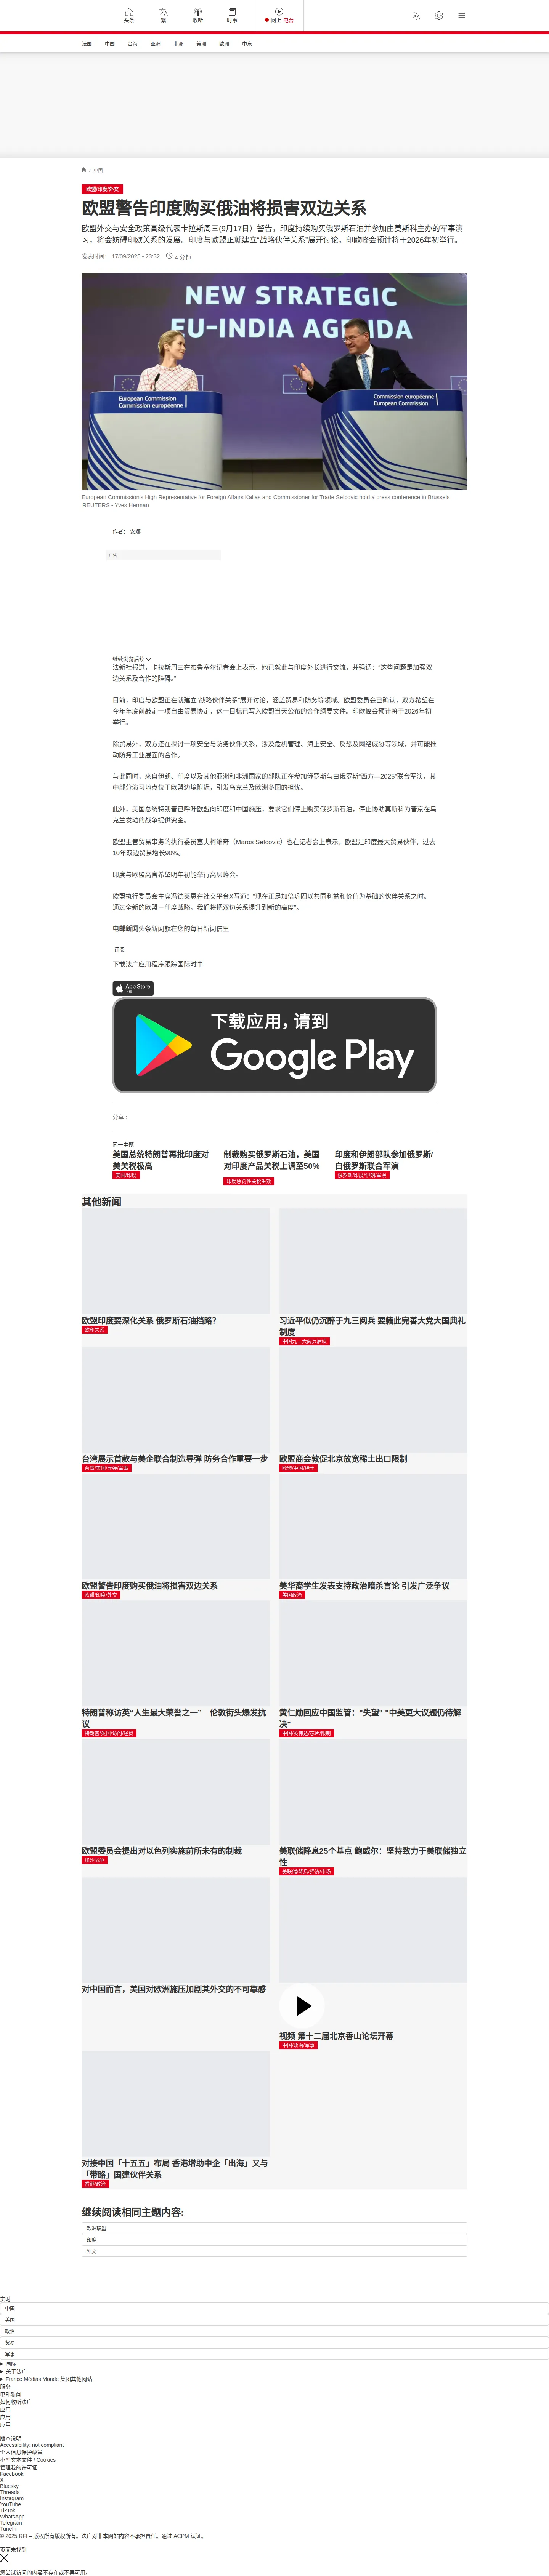 头条
繁
收听
时事
网上 电台
法国
中国
台海
亚洲
非洲
美洲
欧洲
中东
/ 中国
欧盟/印度/外交
欧盟警告印度购买俄油将损害双边关系
欧盟外交与安全政策高级代表卡拉斯周三(9月17日）警告，印度持续购买俄罗斯石油并参加由莫斯科主办的军事演
习，将会妨碍印欧关系的发展。印度与欧盟正就建立“战略伙伴关系”展开讨论，印欧峰会预计将于2026年初举行。
发表时间： 17/09/2025 - 23:32
4 分钟
NEW STRATEGIC
EU-INDIA AGENDA
European Commission
Commission européenne
European Commission
Commission européenne
European Commission's High Representative for Foreign Affairs Kallas and Commissioner for Trade Sefcovic hold a press conference in Brussels
REUTERS - Yves Herman
作者： 安娜
广告
继续浏览后续
法新社报道，卡拉斯周三在布鲁塞尔记者会上表示，她已就此与印度外长进行交流，并强调：“这些问题是加强双
边关系及合作的障碍。”
目前，印度与欧盟正在就建立“战略伙伴关系”展开讨论，涵盖贸易和防务等领域。欧盟委员会已确认，双方希望在
今年年底前敲定一项自由贸易协定，这一目标已写入欧盟当天公布的合作纲要文件。印欧峰会预计将于2026年初
举行。
除贸易外，双方还在探讨一项安全与防务伙伴关系，涉及危机管理、海上安全、反恐及网络威胁等领域，并可能推
动防务工业层面的合作。
与此同时，来自伊朗、印度以及其他亚洲和非洲国家的部队正在参加俄罗斯与白俄罗斯“西方—2025”联合军演，其
中部分演习地点位于欧盟边境附近，引发乌克兰及欧洲多国的担忧。
此外，美国总统特朗普已呼吁欧盟向印度和中国施压，要求它们停止购买俄罗斯石油，停止协助莫斯科为普京在乌
克兰发动的战争提供资金。
欧盟主管贸易事务的执行委员塞夫柯维奇（Maros Sefcovic）也在记者会上表示，欧盟是印度最大贸易伙伴，过去
10年双边贸易增长90%。
印度与欧盟高官希望明年初能举行高层峰会。
欧盟执行委员会主席冯德莱恩在社交平台X写道：“现在正是加倍巩固以共同利益和价值为基础的伙伴关系之时。
通过全新的欧盟－印度战略，我们将把双边关系提升到新的高度”。
电邮新闻头条新闻就在您的每日新闻信里
订阅
下载法广应用程序跟踪国际时事
App Store
下载
下载应用，请到
Google Play
分享 :
同一主题
美国总统特朗普再批印度对
美关税极高
美国/印度
制裁购买俄罗斯石油，美国
对印度产品关税上调至50%
印度惩罚性关税生效
印度和伊朗部队参加俄罗斯/
白俄罗斯联合军演
俄罗斯/印度/伊朗/军演
其他新闻
欧盟印度要深化关系 俄罗斯石油挡路？
欧印关系
习近平似仍沉醉于九三阅兵 要藉此完善大党大国典礼
制度
中国九三大阅兵后续
台湾展示首款与美企联合制造导弹 防务合作重要一步
台湾/美国/导弹/军事
欧盟商会敦促北京放宽稀土出口限制
欧盟/中国/稀土
欧盟警告印度购买俄油将损害双边关系
欧盟/印度/外交
美华裔学生发表支持政治暗杀言论 引发广泛争议
美国政治
特朗普称访英“人生最大荣誉之一”　伦敦街头爆发抗
议
特朗普/英国/访问/经贸
黄仁勋回应中国监管："失望" "中美更大议题仍待解
决"
中国/英伟达/芯片/限制
欧盟委员会提出对以色列实施前所未有的制裁
加沙战争
美联储降息25个基点 鲍威尔：坚持致力于美联储独立
性
美联储/降息/经济/市场
对中国而言，美国对欧洲施压加剧其外交的不可靠感
视频 第十二届北京香山论坛开幕
中国/政治/军事
对接中国「十五五」布局 香港增助中企「出海」又与
「带路」国建伙伴关系
香港/政治
继续阅读相同主题内容:
欧洲联盟
印度
外交
实时
中国
美国
政治
贸易
军事
国际
关于法广
France Médias Monde 集团其他网站
服务
电邮新闻
如何收听法广
应用
应用
应用
版本说明
Accessibility: not compliant
个人信息保护政策
小型文本文件 / Cookies
管理我的许可证
Facebook
X
Bluesky
Threads
Instagram
YouTube
TikTok
WhatsApp
Telegram
TuneIn
© 2025 RFI – 版权所有版权所有。法广对非本网站内容不承担责任。通过 ACPM 认证。
页面未找到
您尝试访问的内容不存在或不再可用。